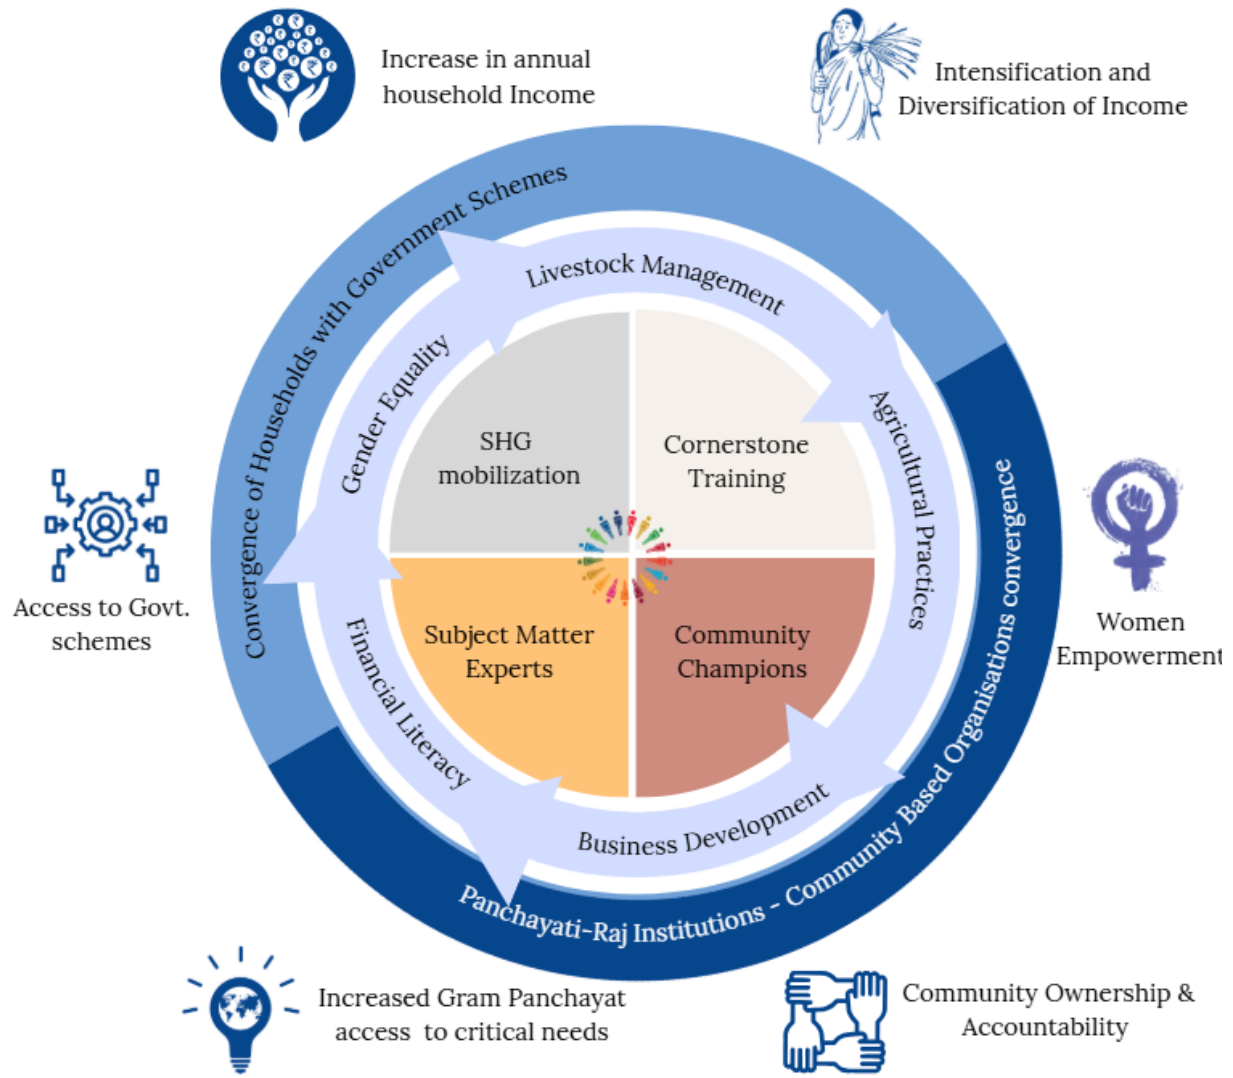 Increase in annual
household Income
Intensification and
Diversification of Income
Convergence of Households with Government Schemes
Livestock Management
Gender Equality
Agricultural Practices
SHG
mobilization
Cornerstone
Training
Access to Govt.
schemes
Women
Empowerment
Subject Matter
Experts
Community
Champions
Financial Literacy
Business Development
Panchayati-Raj Institutions - Community Based Organisations convergence
Increased Gram Panchayat
access to critical needs
Community Ownership &
Accountability